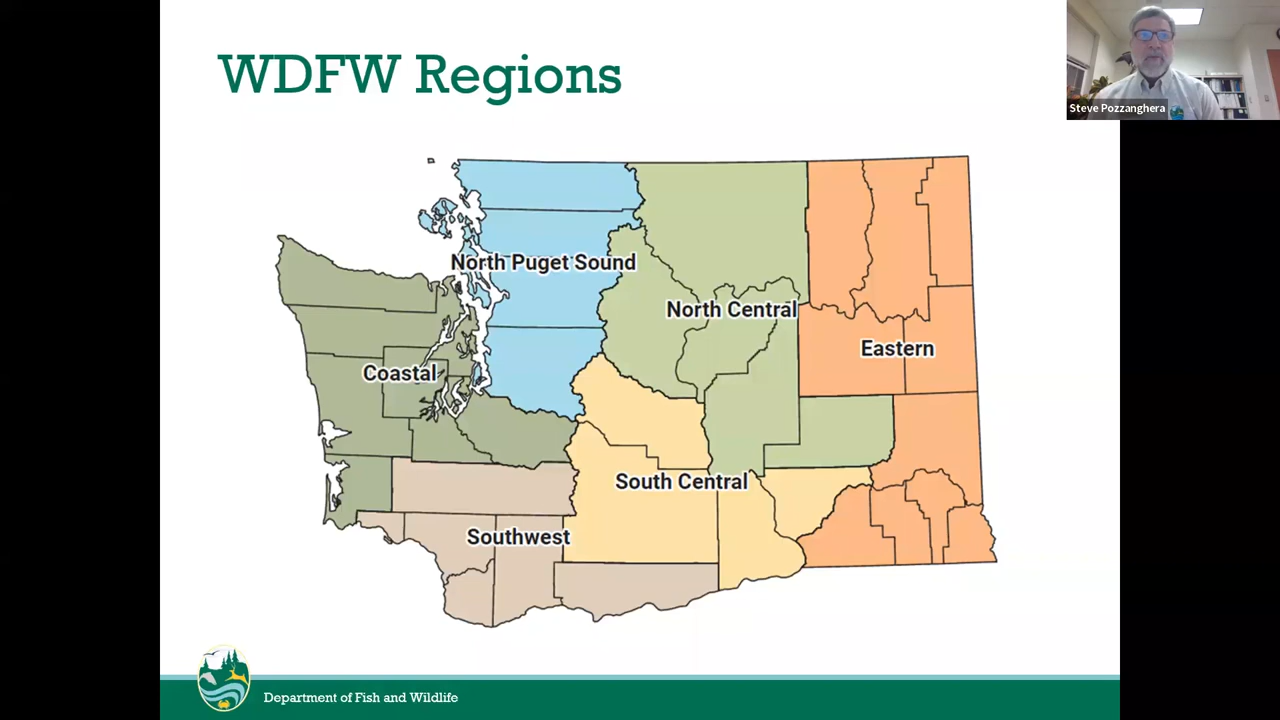 WDFW Regions
Steve Pozzanghera
North Puget Sound
North Central
Eastern
Coastal
South Central
Southwest
Department of Fish and Wildlife